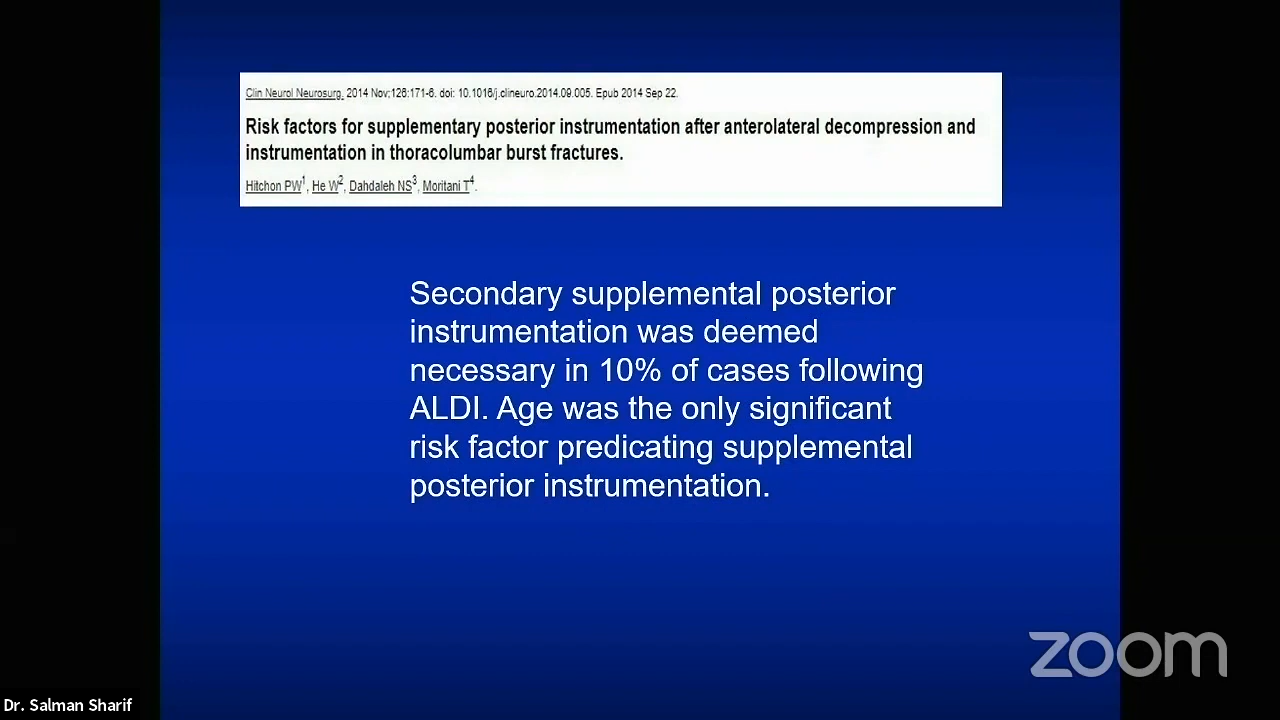 Clin Neurol Neurosurg. 2014 Nov;126:171-6. doi: 10.1016/j.clineuro.2014.09.005. Epub 2014 Sep 22.
Risk factors for supplementary posterior instrumentation after anterolateral decompression and
instrumentation in thoracolumbar burst fractures.
Hitchon PW1, He W2, Dahdaleh NS3, Moritani T4.
Secondary supplemental posterior
instrumentation was deemed
necessary in 10% of cases following
ALDI. Age was the only significant
risk factor predicating supplemental
posterior instrumentation.
zoom
Dr. Salman Sharif